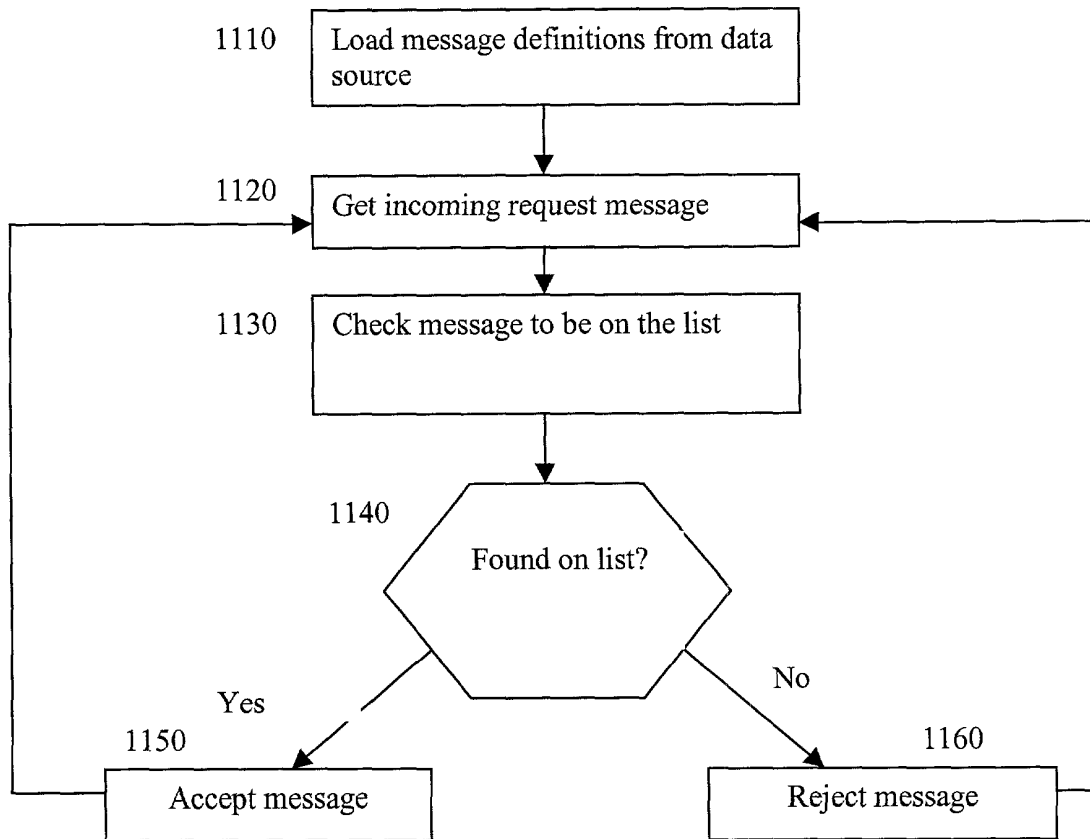 1110
Load message definitions from data
source
1120
Get incoming request message
1130
Check message to be on the list
1140
Found on list?
Yes
No
1150
1160
Accept message
Reject message